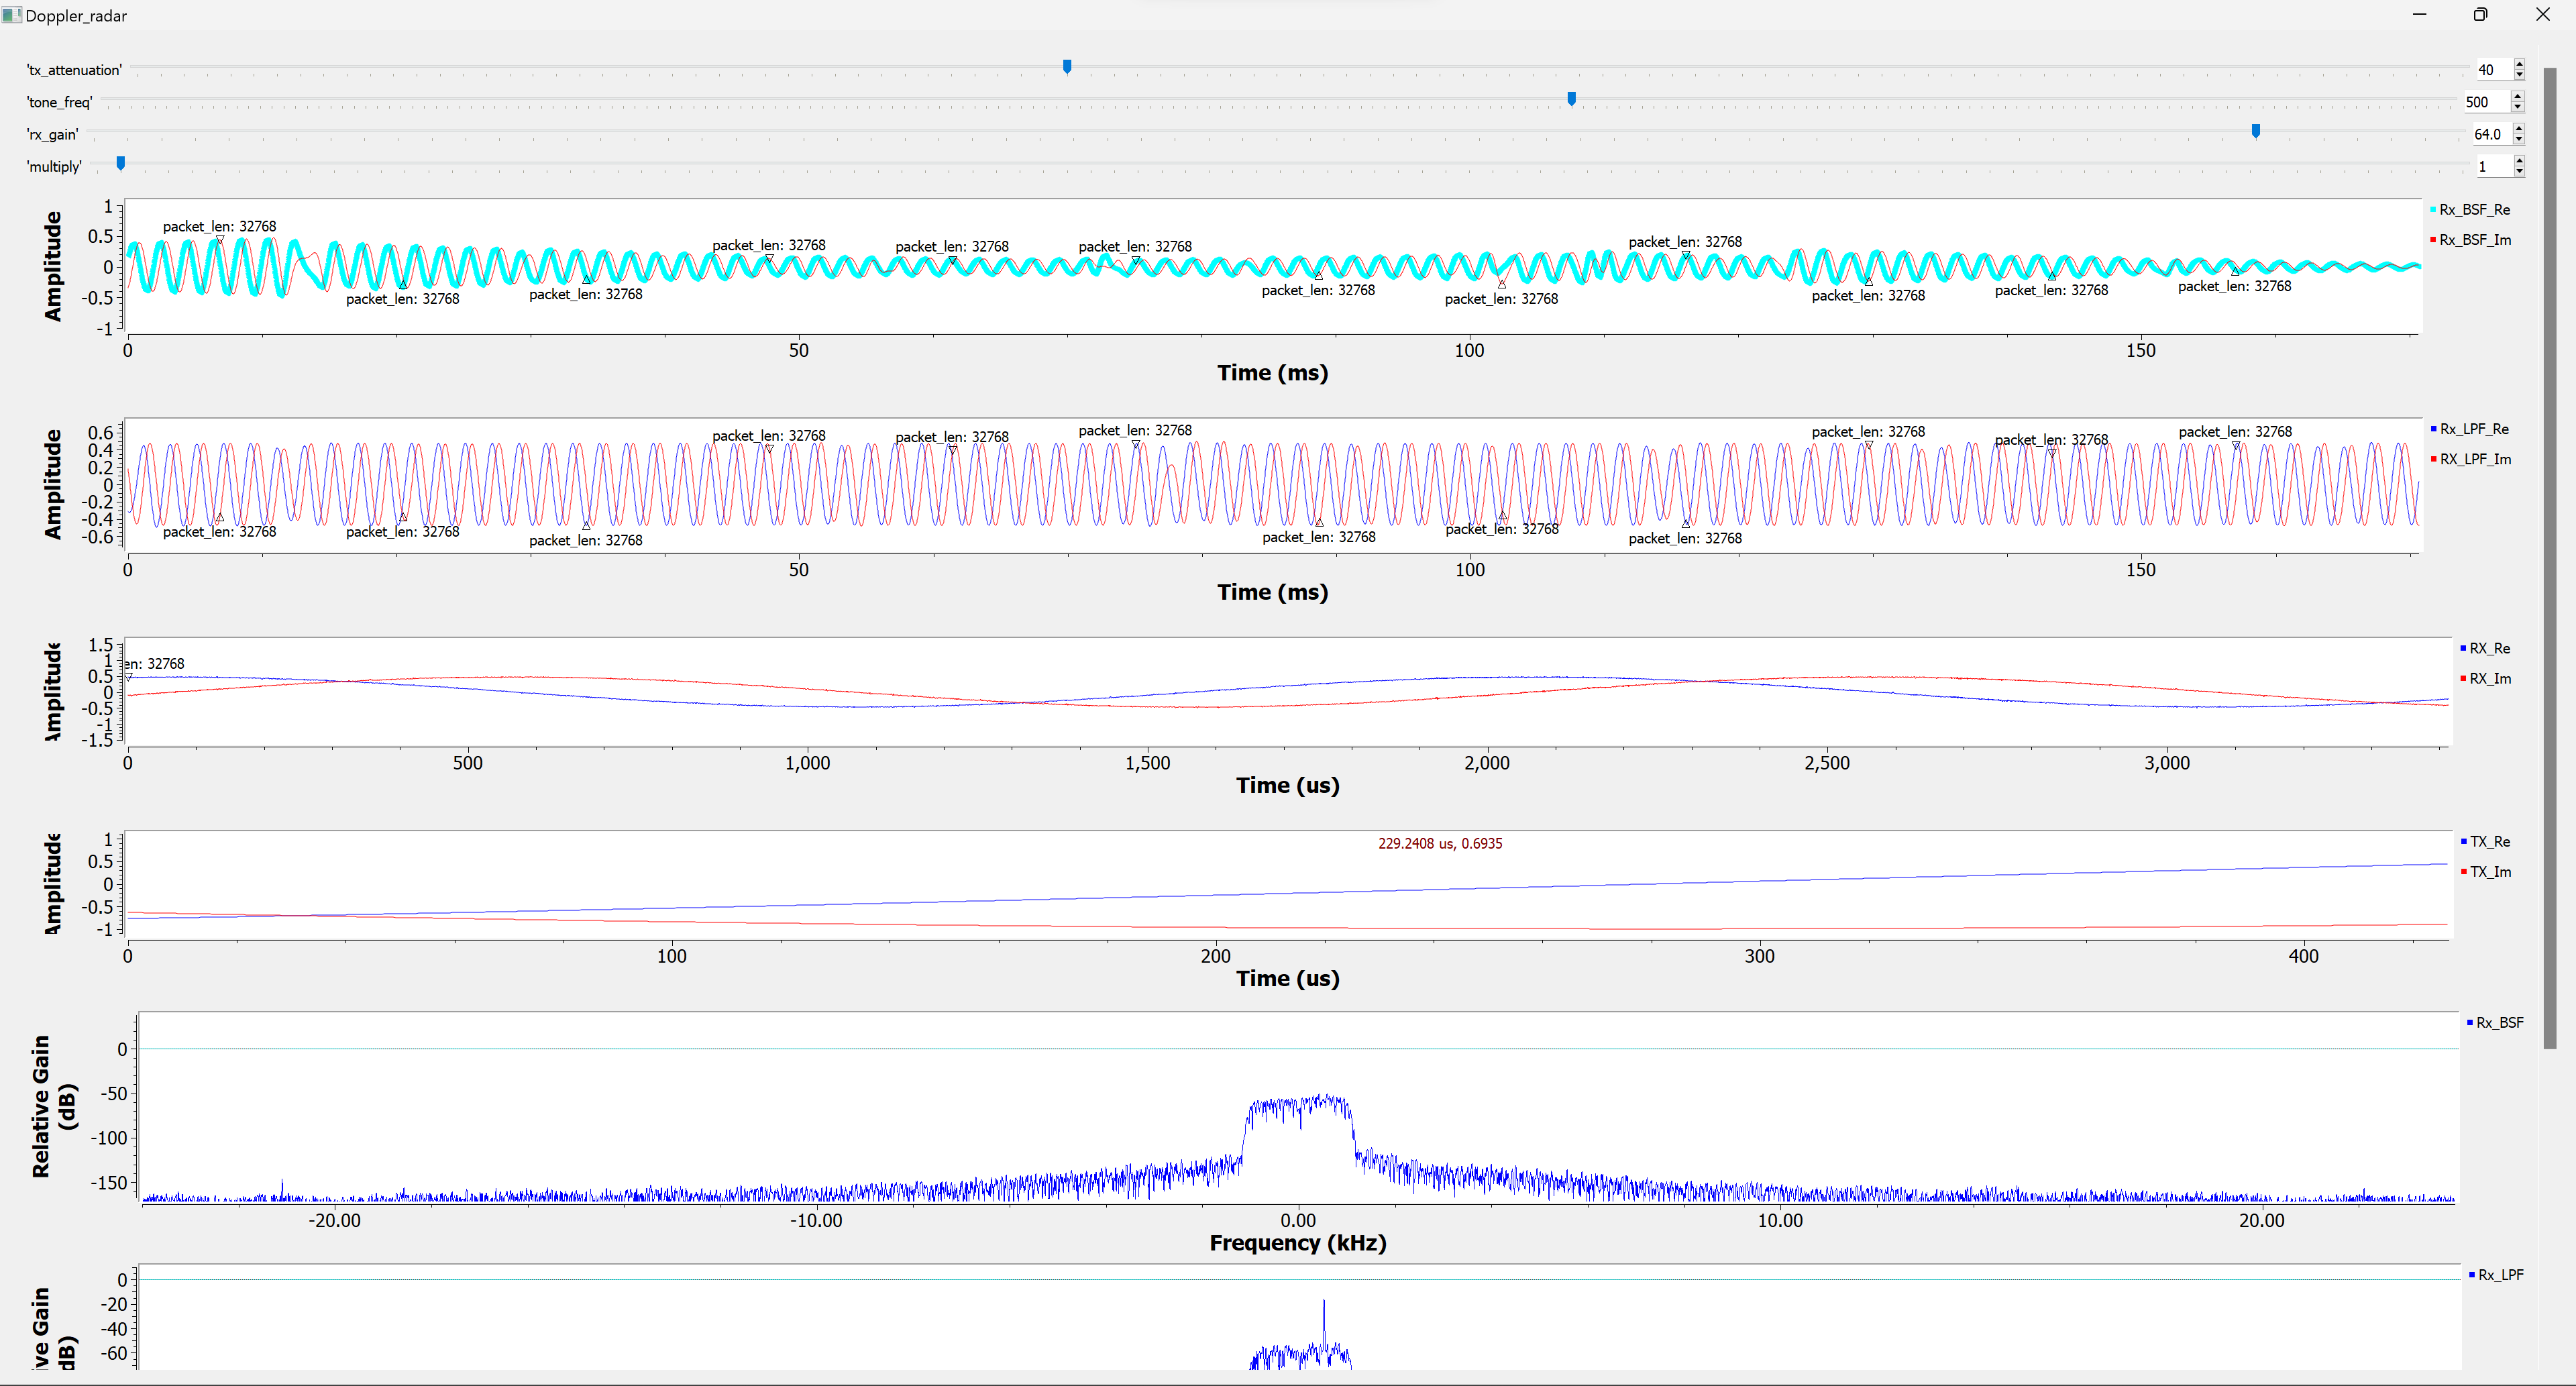 Doppler_radar
'tx_attenuation' 40
'tone_freq' 500
'rx_gain' 64.0
'multiply' 1
Amplitude
1
0.5
0
-0.5
-1
packet_len: 32768
packet_len: 32768
packet_len: 32768
packet_len: 32768
packet_len: 32768
packet_len: 32768
packet_len: 32768
packet_len: 32768
packet_len: 32768
packet_len: 32768
packet_len: 32768
packet_len: 32768
Rx_BSF_Re
Rx_BSF_Im
0 50 100 150
Time (ms)
Amplitude
0.6
0.4
0.2
0
-0.2
-0.4
-0.6
packet_len: 32768
packet_len: 32768
packet_len: 32768
packet_len: 32768
packet_len: 32768
packet_len: 32768
packet_len: 32768
packet_len: 32768
packet_len: 32768
packet_len: 32768
packet_len: 32768
packet_len: 32768
Rx_LPF_Re
RX_LPF_Im
0 50 100 150
Time (ms)
Amplitude
1.5
1
0.5
0
-0.5
-1
-1.5
en: 32768
RX_Re
RX_Im
0 500 1,000 1,500 2,000 2,500 3,000
Time (us)
Amplitude
1
0.5
0
-0.5
-1
229.2408 us, 0.6935
TX_Re
TX_Im
0 100 200 300 400
Time (us)
Relative Gain
(dB)
0
-50
-100
-150
Rx_BSF
-20.00 -10.00 0.00 10.00 20.00
Frequency (kHz)
ve Gain
dB)
0
-20
-40
-60
Rx_LPF